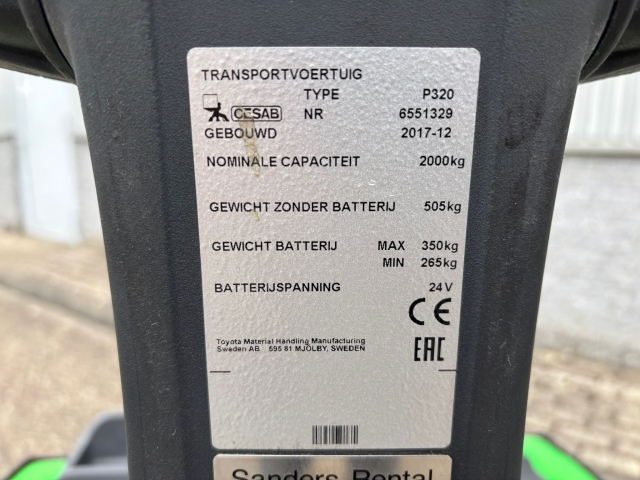 TRANSPORTVOERTUIG
TYPE P320
CESAB NR 6551329
GEBOUWD 2017-12
NOMINALE CAPACITEIT 2000kg
GEWICHT ZONDER BATTERIJ 505kg
GEWICHT BATTERIJ MAX 350kg
MIN 265kg
BATTERIJSPANNING 24V
CE
Toyota Material Handling Manufacturing
Sweden AB. 595 81 MJÖLBY, SWEDEN
EAC
Sanders Rental